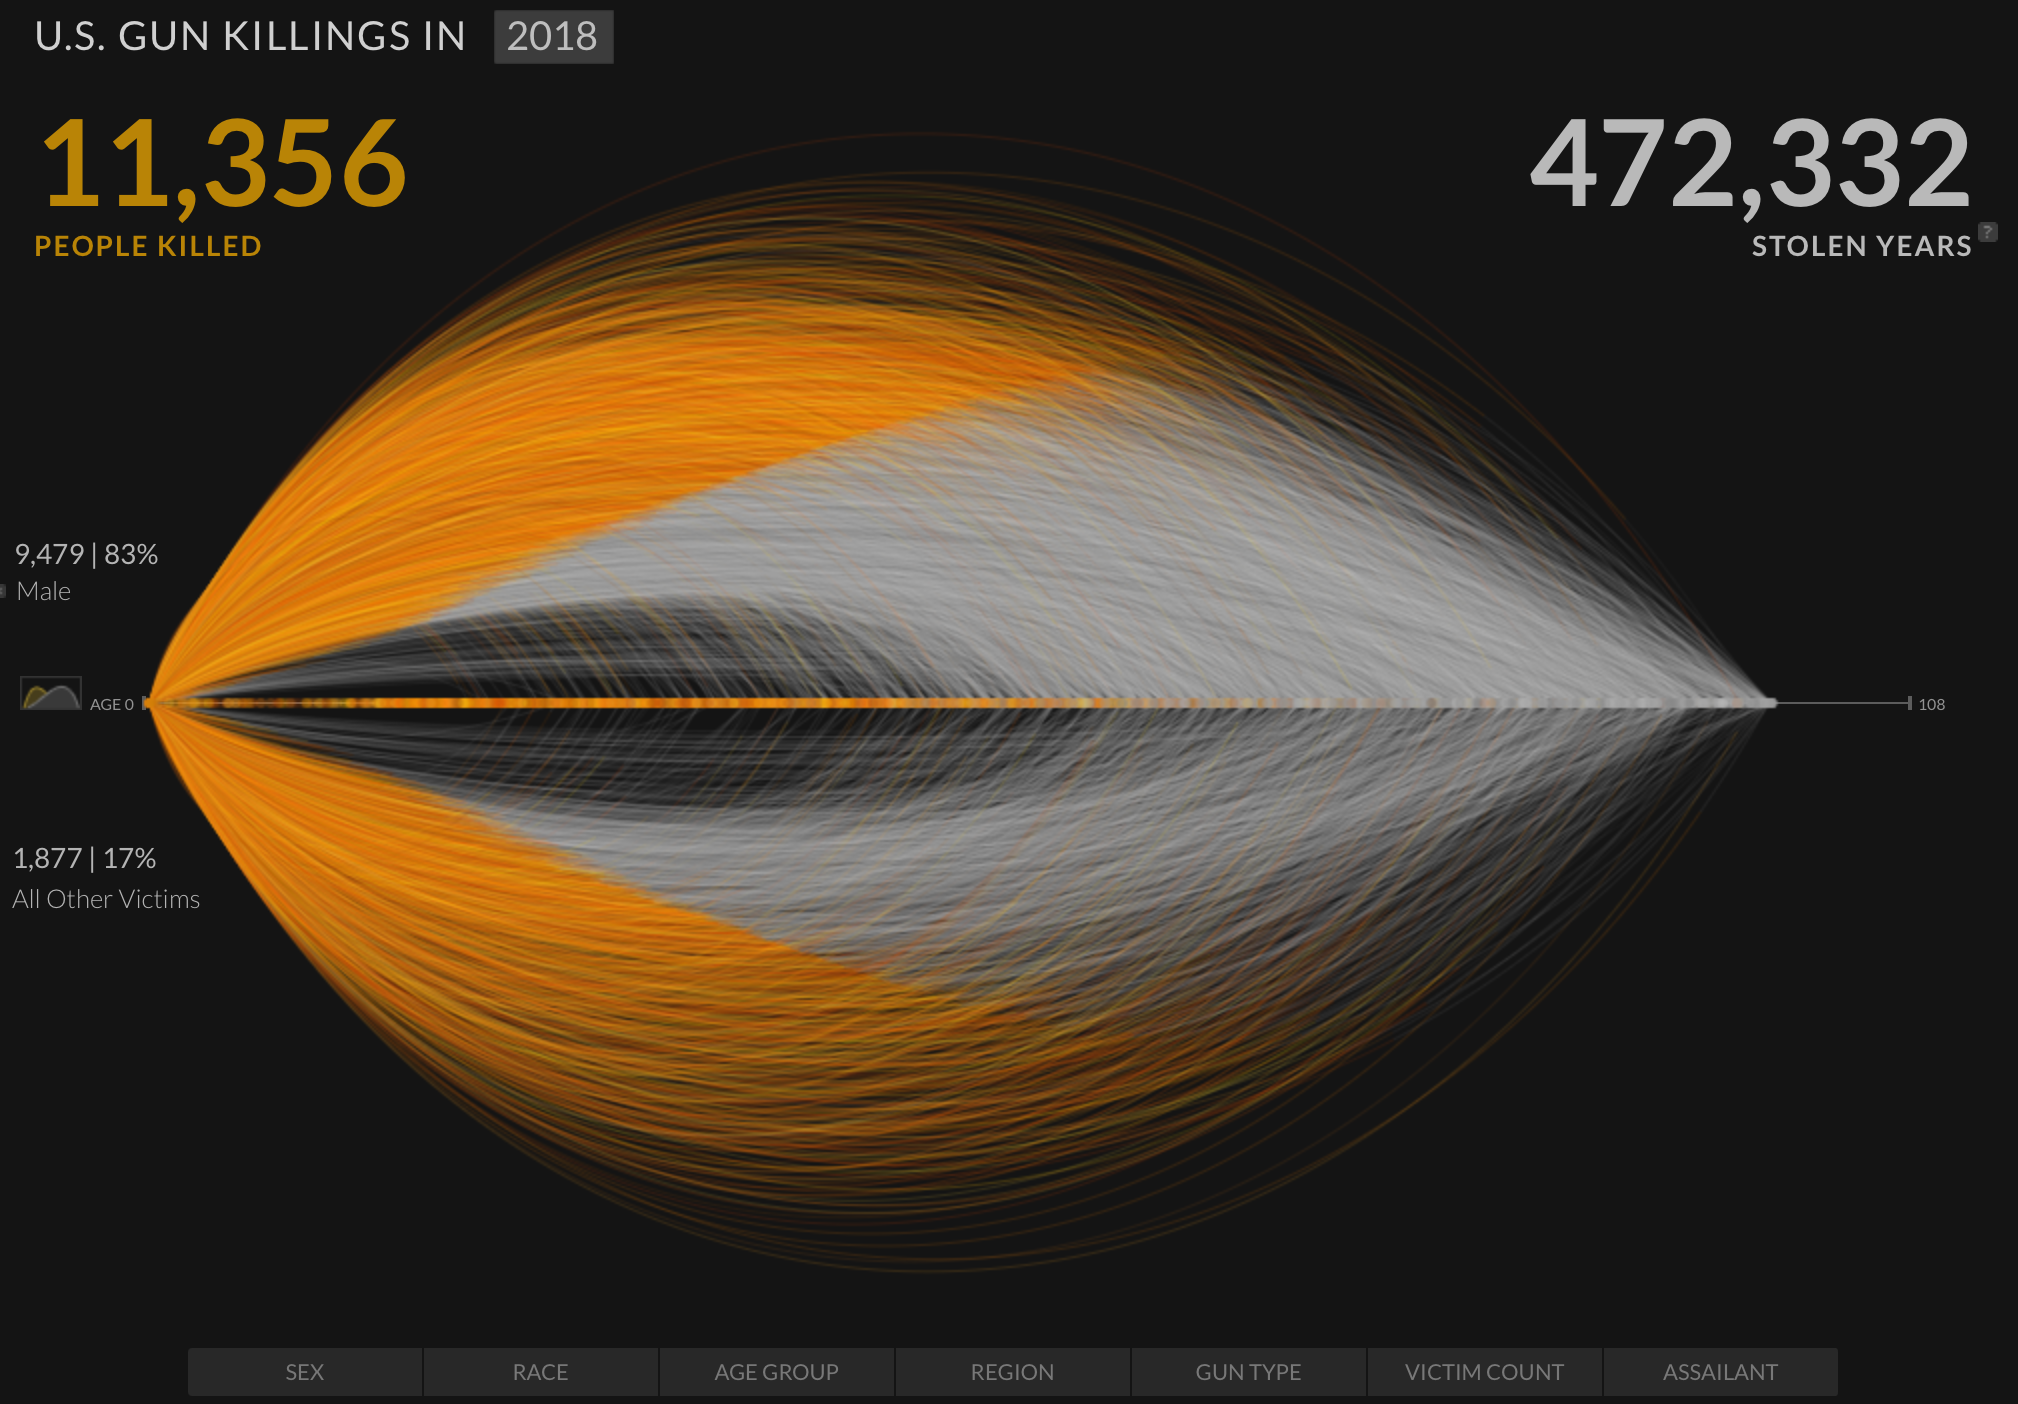 U.S. GUN KILLINGS IN 2018
11,356
PEOPLE KILLED
472,332
STOLEN YEARS ?
9,479 | 83%
Male
AGE 0
108
1,877 | 17%
All Other Victims
SEX
RACE
AGE GROUP
REGION
GUN TYPE
VICTIM COUNT
ASSAILANT